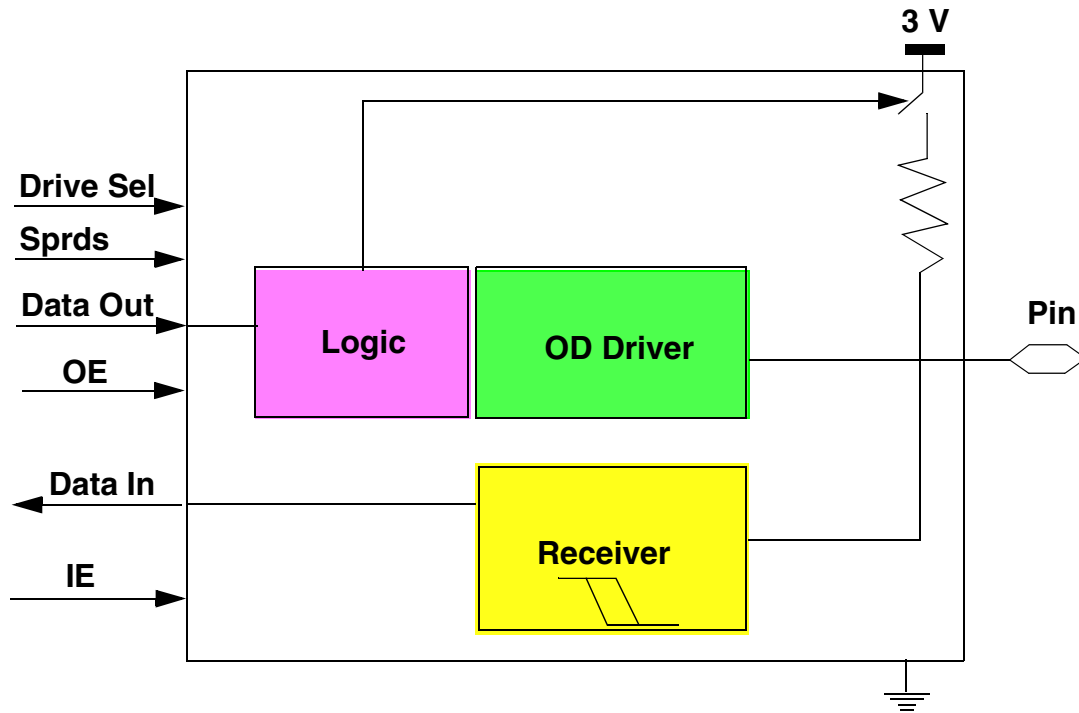 3 V
Drive Sel
Sprds
Data Out
OE
Data In
IE
Logic
OD Driver
Receiver
Pin